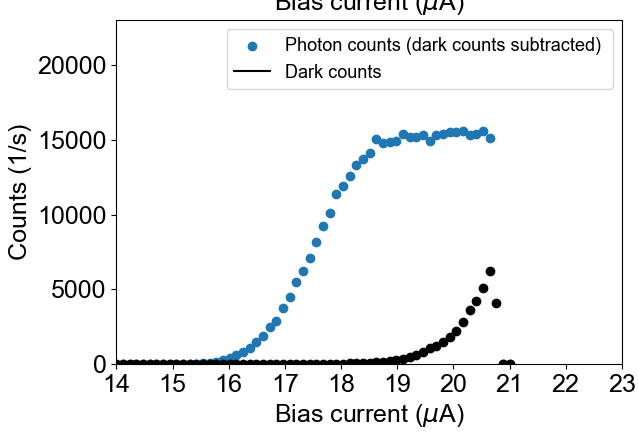 Bias current (μA)
Photon counts (dark counts subtracted)
Dark counts
20000
15000
10000
5000
0
Counts (1/s)
14 15 16 17 18 19 20 21 22 23
Bias current (μA)